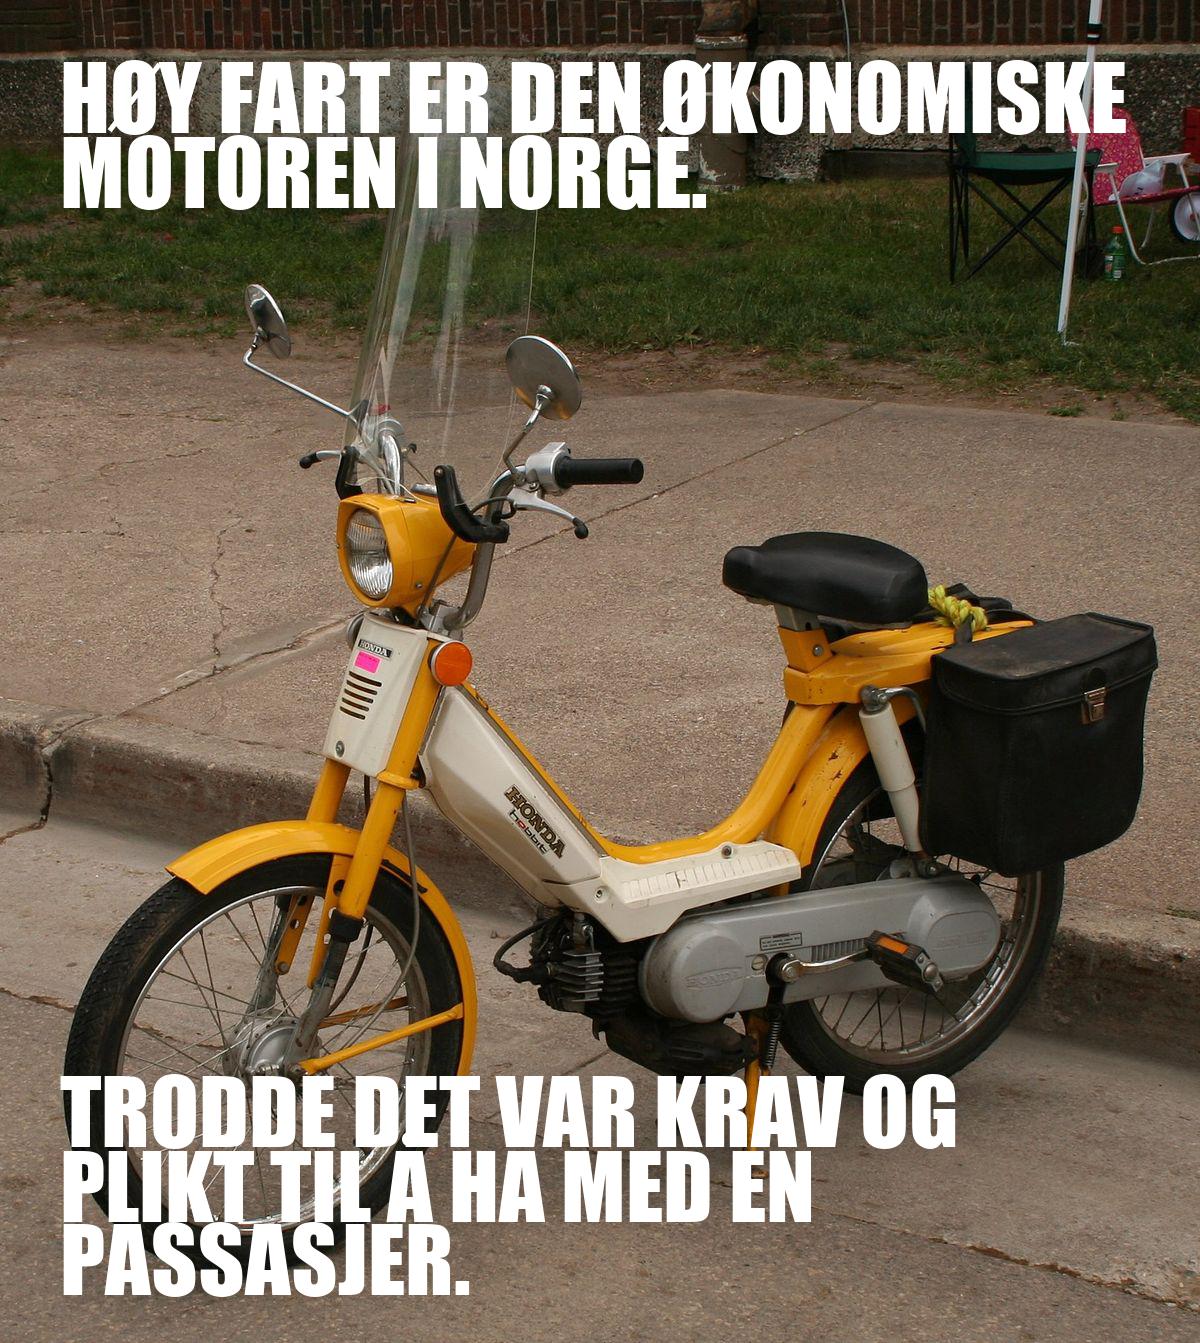 HØY FART ER DEN ØKONOMISKE
MOTOREN I NORGE.
HONDA
HONDA
hobbit
HONDA
TRODDE DET VAR KRAV OG
PLIKT TIL Å HA MED EN
PASSASJER.